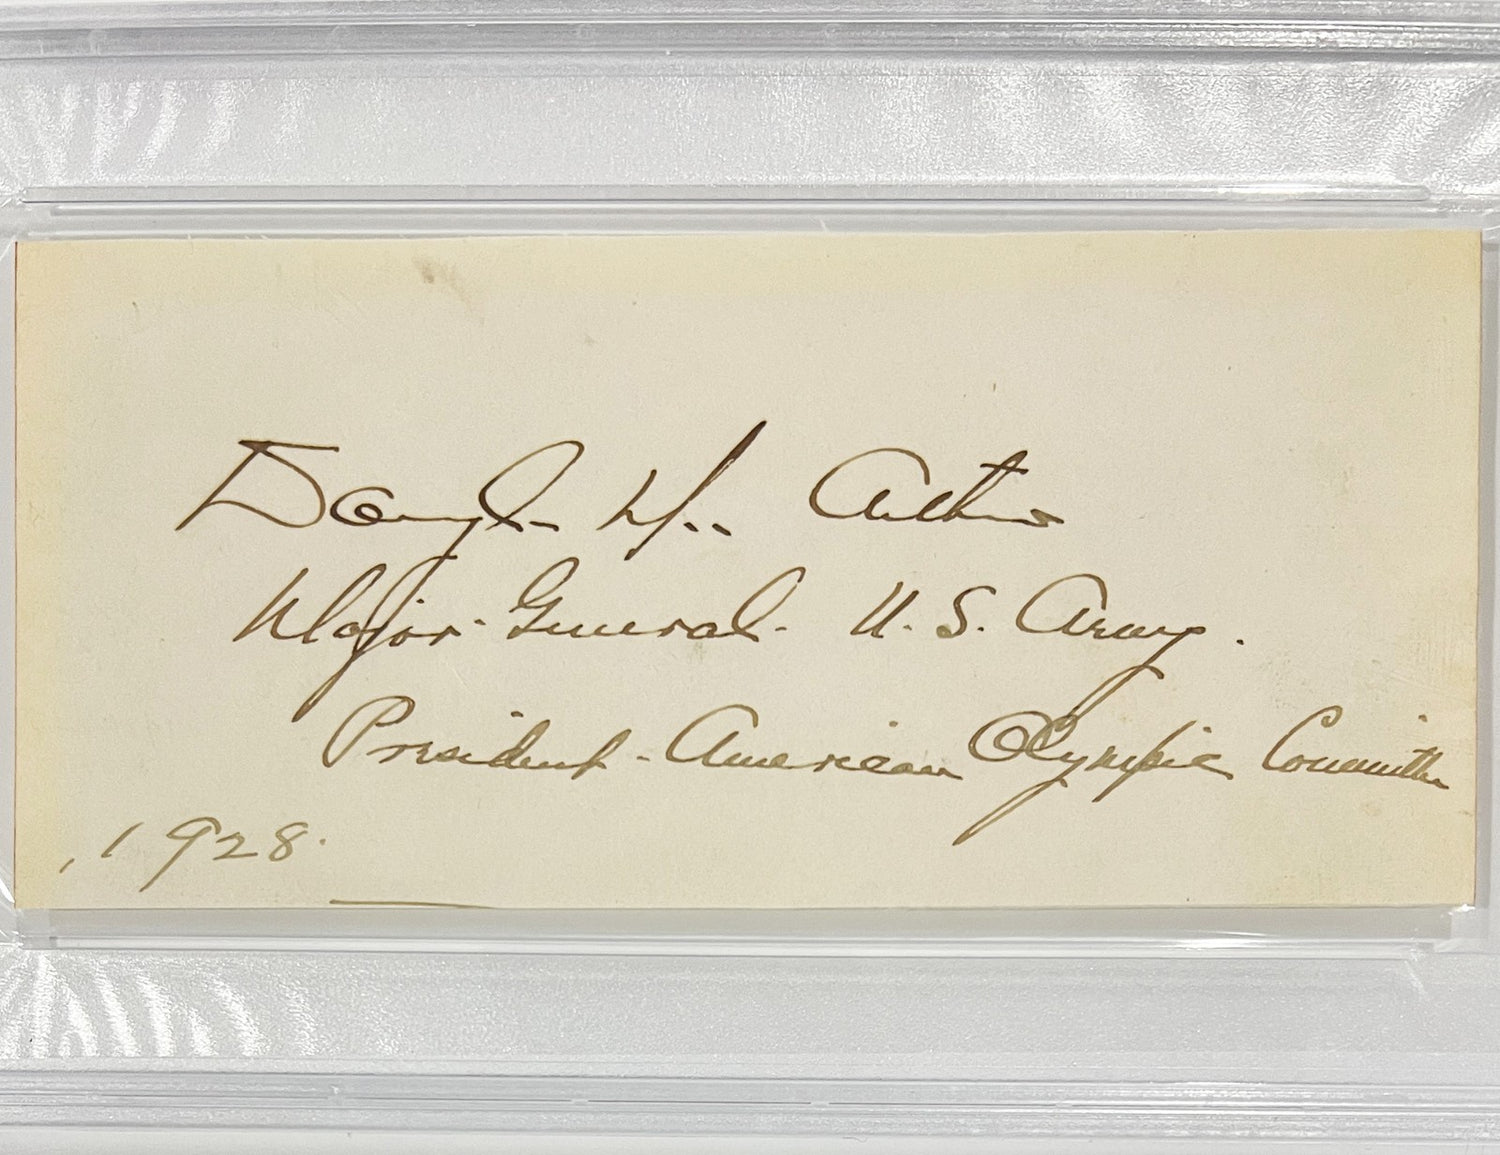 Douglas MacArthur
Major-General- U.S. Army.
President-American Olympic Committee
1928.